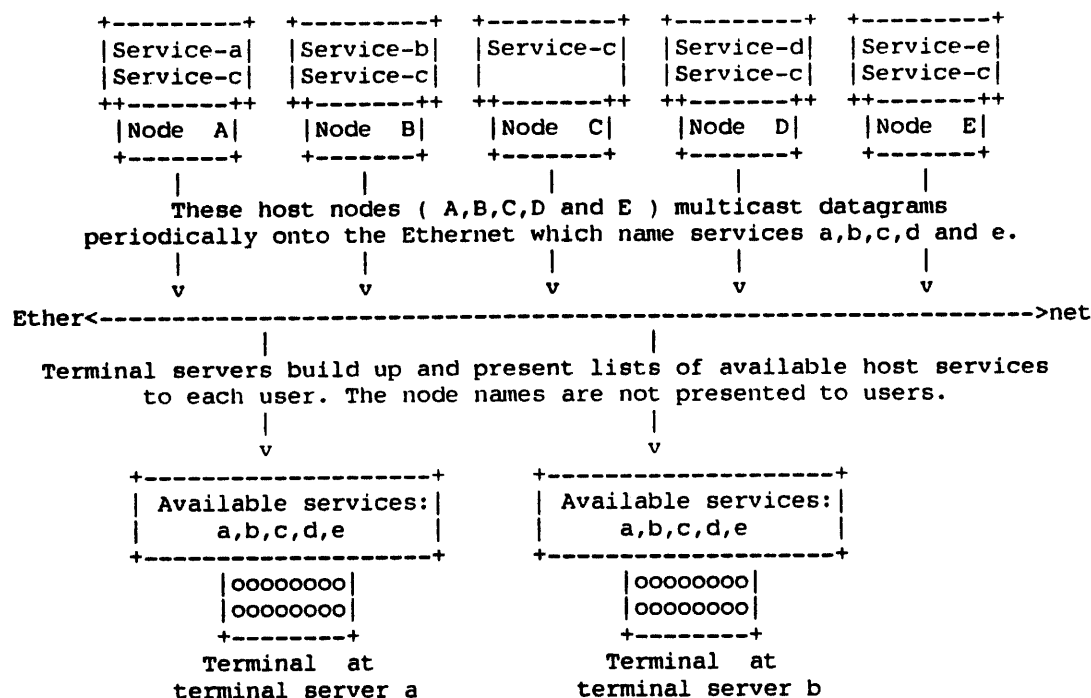 +---------+ +---------+ +---------+ +---------+ +---------+
|Service-a| |Service-b| |Service-c| |Service-d| |Service-e|
|Service-c| |Service-c| | | |Service-c| |Service-c|
++-------++ ++-------++ ++-------++ ++-------++ ++-------++
|Node A| |Node B| |Node C| |Node D| |Node E|
+-------+ +-------+ +-------+ +-------+ +-------+
| | | | |
These host nodes ( A,B,C,D and E ) multicast datagrams
periodically onto the Ethernet which name services a,b,c,d and e.
| | | | |
v v v v v
Ether<---------------------------------------------------------------->net
| |
Terminal servers build up and present lists of available host services
to each user. The node names are not presented to users.
| |
v v
+--------------------+ +--------------------+
| Available services:| | Available services:|
| a,b,c,d,e | | a,b,c,d,e |
+--------------------+ +--------------------+
|oooooooo| |oooooooo|
|oooooooo| |oooooooo|
+--------+ +--------+
Terminal at Terminal at
terminal server a terminal server b